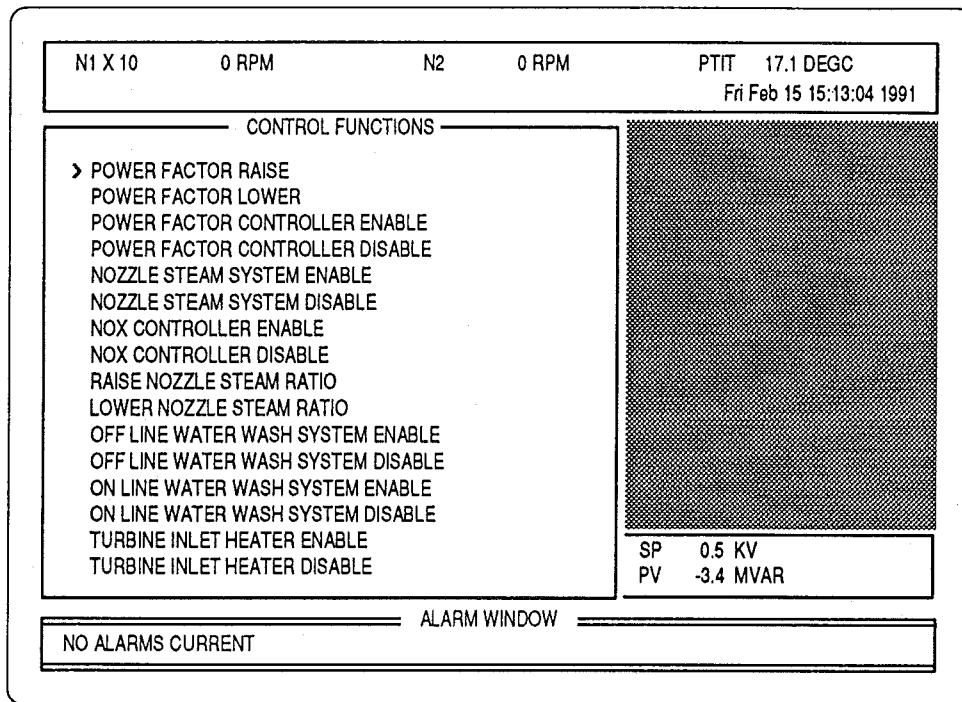 N1 X 10 0 RPM N2 0 RPM PTIT 17.1 DEGC
Fri Feb 15 15:13:04 1991
CONTROL FUNCTIONS
› POWER FACTOR RAISE
POWER FACTOR LOWER
POWER FACTOR CONTROLLER ENABLE
POWER FACTOR CONTROLLER DISABLE
NOZZLE STEAM SYSTEM ENABLE
NOZZLE STEAM SYSTEM DISABLE
NOX CONTROLLER ENABLE
NOX CONTROLLER DISABLE
RAISE NOZZLE STEAM RATIO
LOWER NOZZLE STEAM RATIO
OFF LINE WATER WASH SYSTEM ENABLE
OFF LINE WATER WASH SYSTEM DISABLE
ON LINE WATER WASH SYSTEM ENABLE
ON LINE WATER WASH SYSTEM DISABLE
TURBINE INLET HEATER ENABLE
TURBINE INLET HEATER DISABLE
SP 0.5 KV
PV -3.4 MVAR
ALARM WINDOW
NO ALARMS CURRENT